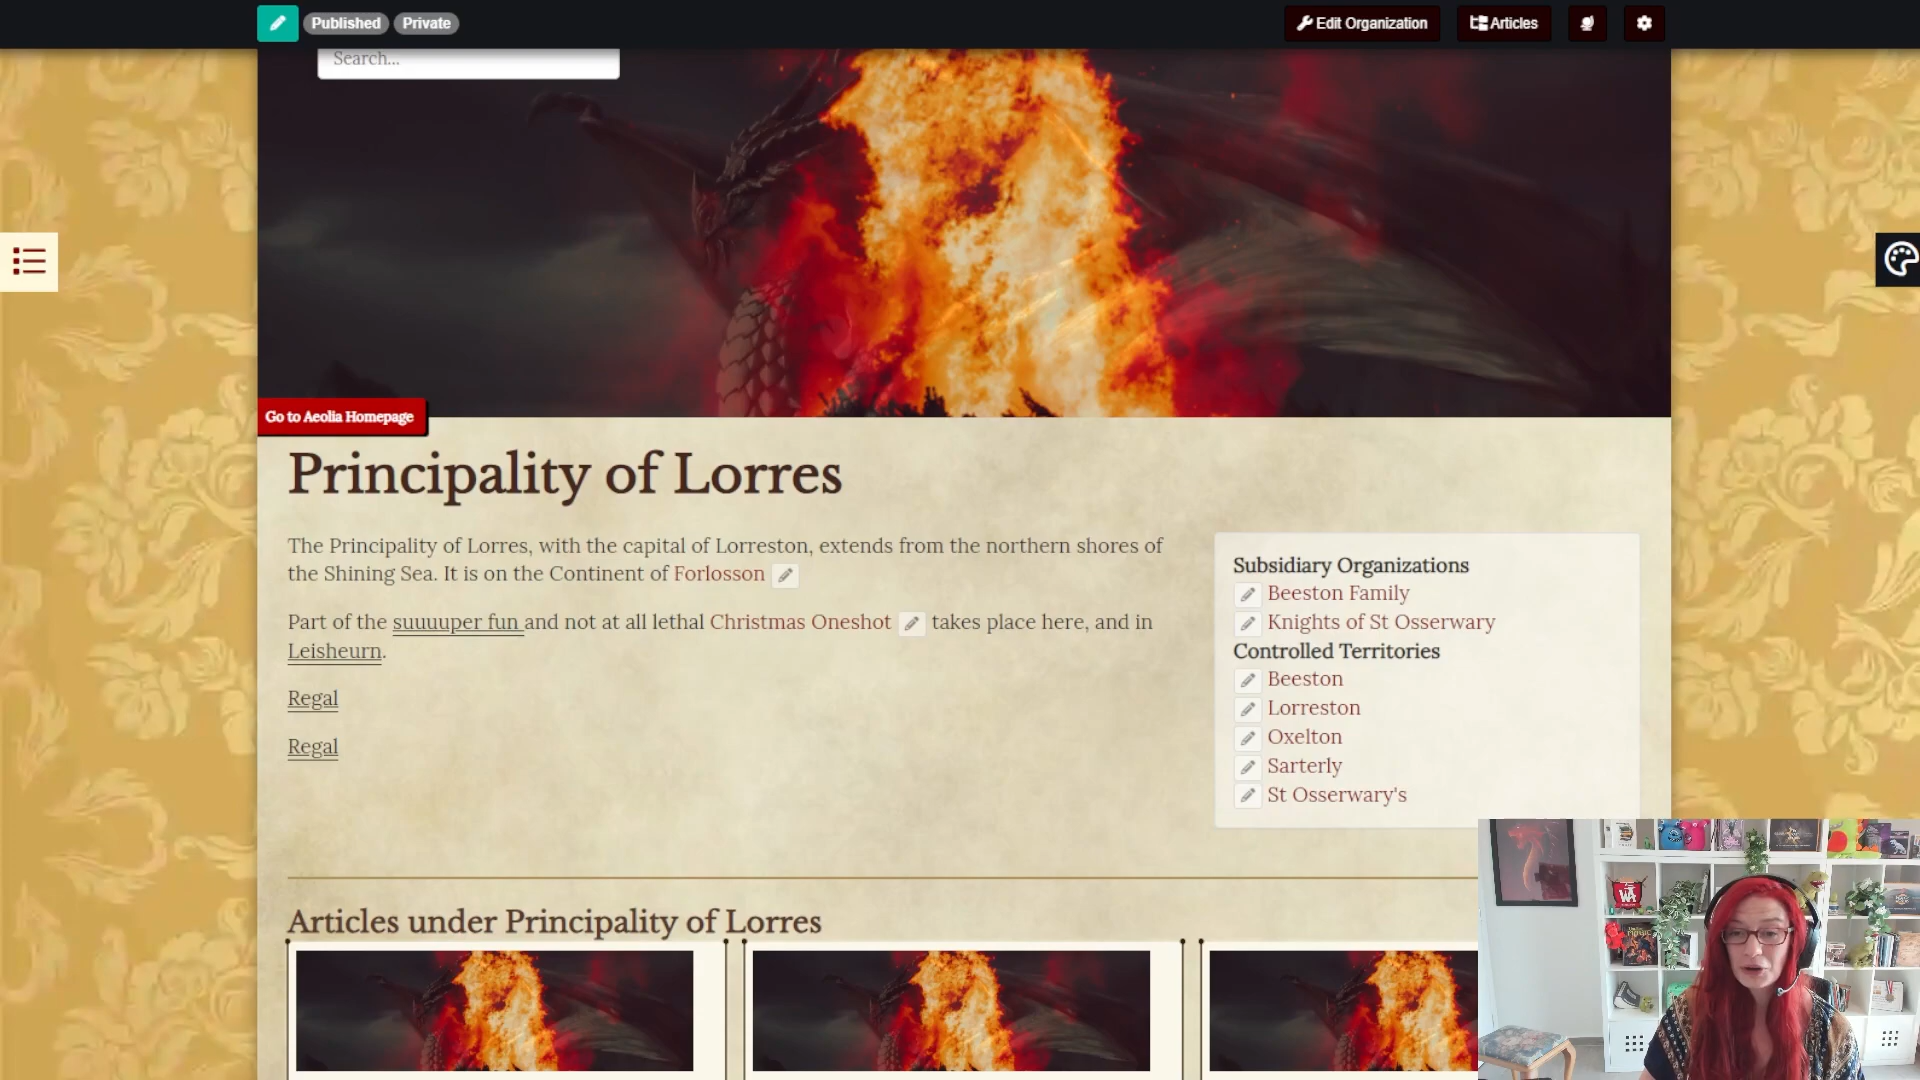 Published Private Edit Organization Articles
Search...
Go to Aeolia Homepage
Principality of Lorres
The Principality of Lorres, with the capital of Lorreston, extends from the northern shores of
the Shining Sea. It is on the Continent of Forlosson
Part of the suuuuper fun and not at all lethal Christmas Oneshot takes place here, and in
Leisheurn.
Regal
Regal
Subsidiary Organizations
Beeston Family
Knights of St Osserwary
Controlled Territories
Beeston
Lorreston
Oxelton
Sarterly
St Osserwary's
Articles under Principality of Lorres